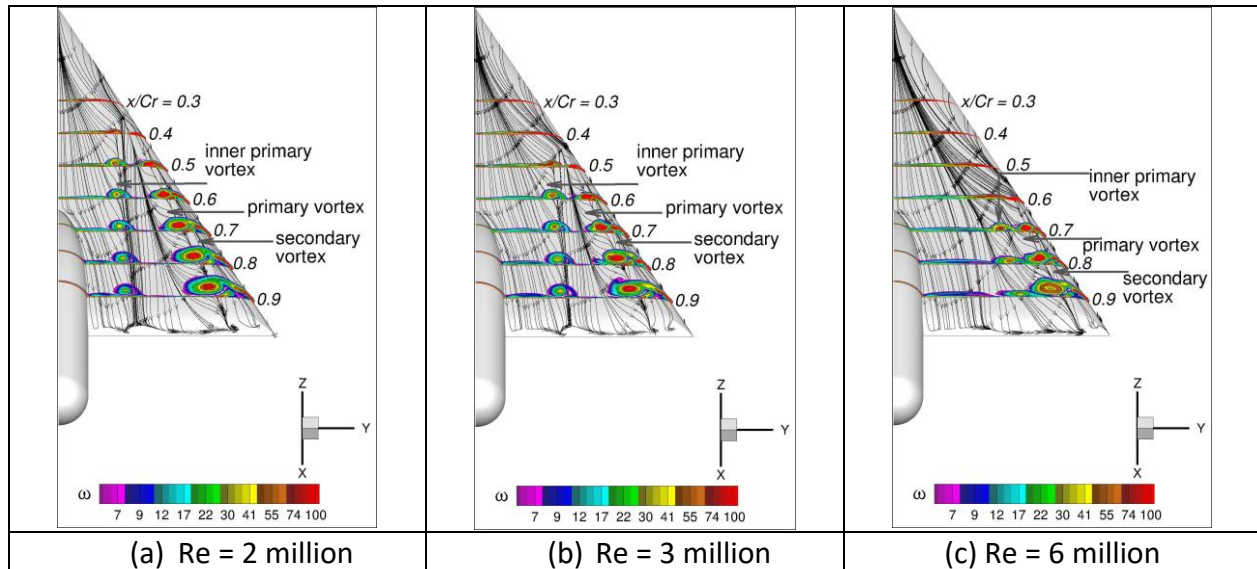 x/Cr = 0.3
0.4
0.5
inner primary
vortex
0.6
primary vortex
0.7
secondary
vortex
0.8
0.9
Z
Y
X
ω
7 9 12 17 22 30 41 55 74 100
(a) Re = 2 million
x/Cr = 0.3
0.4
0.5
inner primary
vortex
0.6
primary vortex
0.7
secondary
vortex
0.8
0.9
Z
Y
X
ω
7 9 12 17 22 30 41 55 74 100
(b) Re = 3 million
x/Cr = 0.3
0.4
0.5
inner primary
vortex
0.6
0.7
primary vortex
0.8
secondary
vortex
0.9
Z
Y
X
ω
7 9 12 17 22 30 41 55 74 100
(c) Re = 6 million